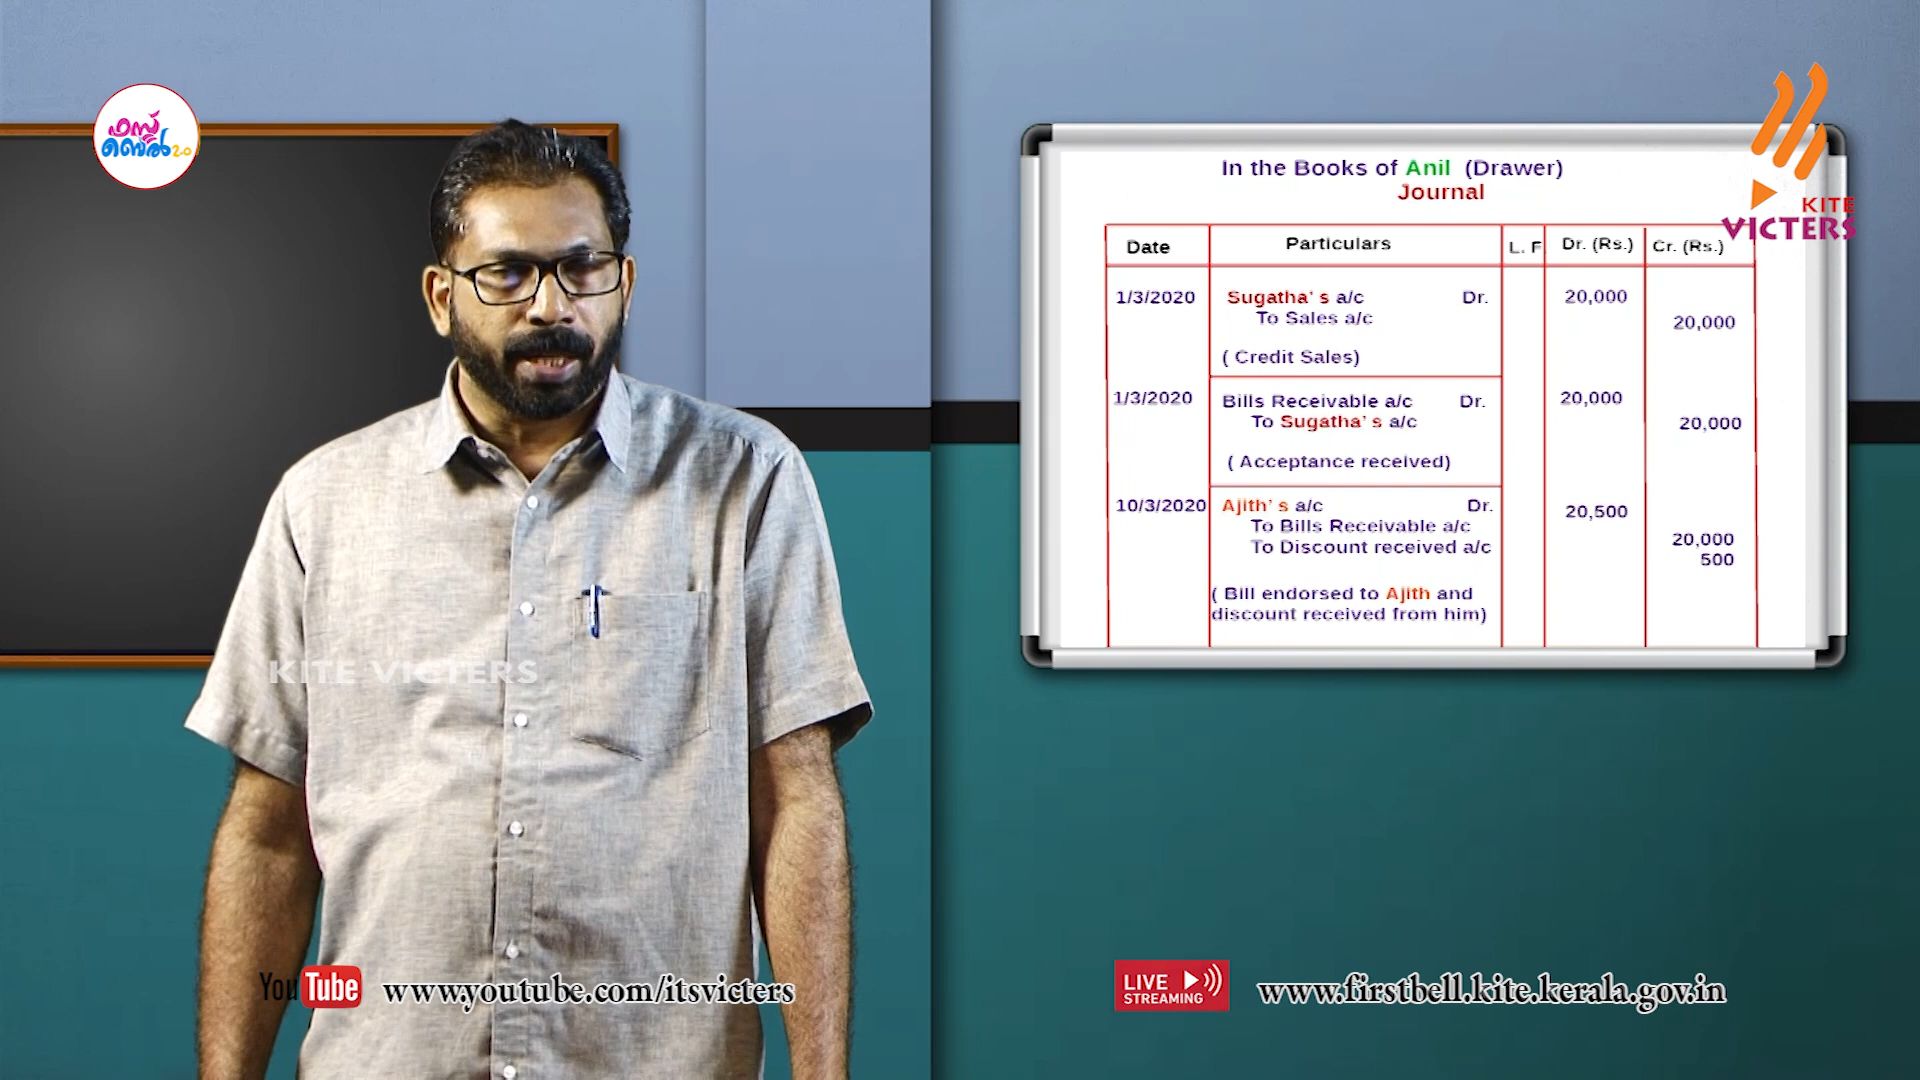 ഫസ്റ്റ്
ബെൽ 2.0
In the Books of Anil (Drawer)
Journal
KITE
VICTERS
Date Particulars L. F Dr. (Rs.) Cr. (Rs.)
1/3/2020 Sugatha' s a/c Dr. 20,000
To Sales a/c 20,000
( Credit Sales)
1/3/2020 Bills Receivable a/c Dr. 20,000
To Sugatha' s a/c 20,000
( Acceptance received)
10/3/2020 Ajith' s a/c Dr. 20,500
To Bills Receivable a/c 20,000
To Discount received a/c 500
( Bill endorsed to Ajith and
discount received from him)
KITE VICTERS
YouTube www.youtube.com/itsvicters
LIVE
STREAMING
www.firstbell.kite.kerala.gov.in